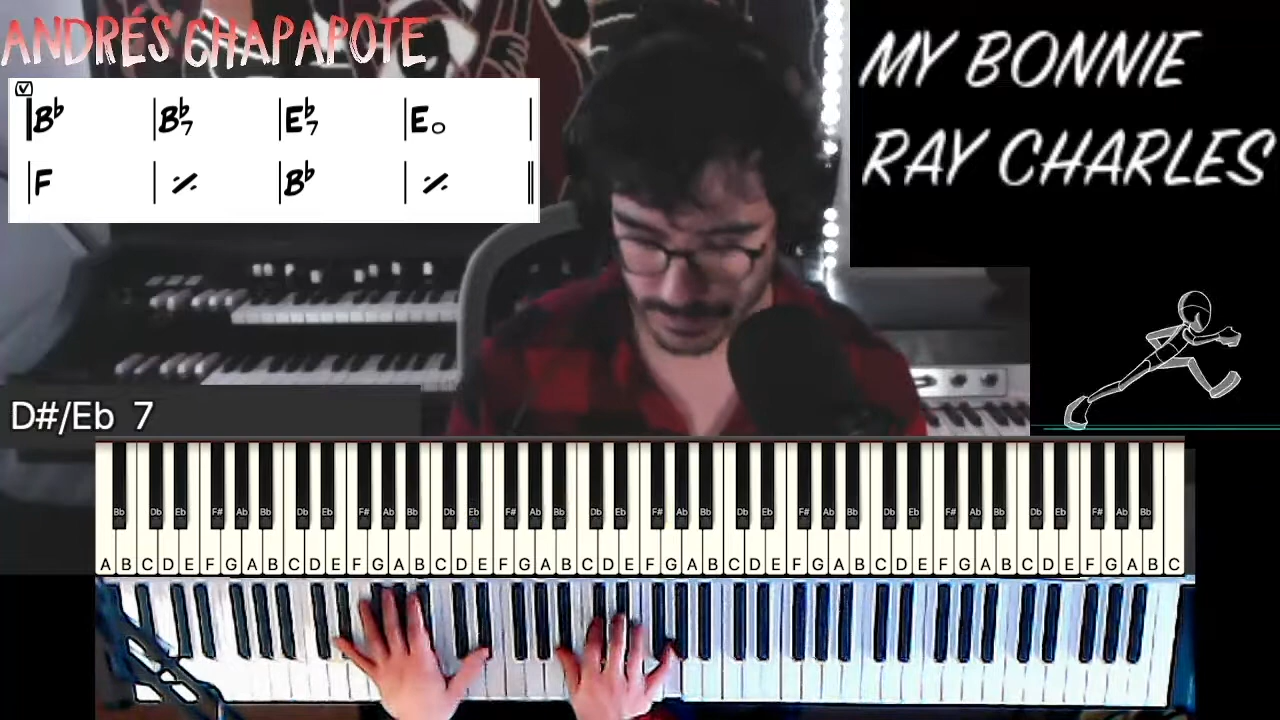 ANDRÉS CHAPAPOTE
MY BONNIE
RAY CHARLES
B♭ B♭7 E♭7 Eo
F 𝄎 B♭ 𝄎
D#/Eb 7
Bb Db Eb F# Ab Bb Db Eb F# Ab Bb Db Eb F# Ab Bb Db Eb F# Ab Bb Db Eb F# Ab Bb Db Eb F# Ab Bb Db Eb F# Ab Bb
A B C D E F G A B C D E F G A B C D E F G A B C D E F G A B C D E F G A B C D E F G A B C D E F G A B C